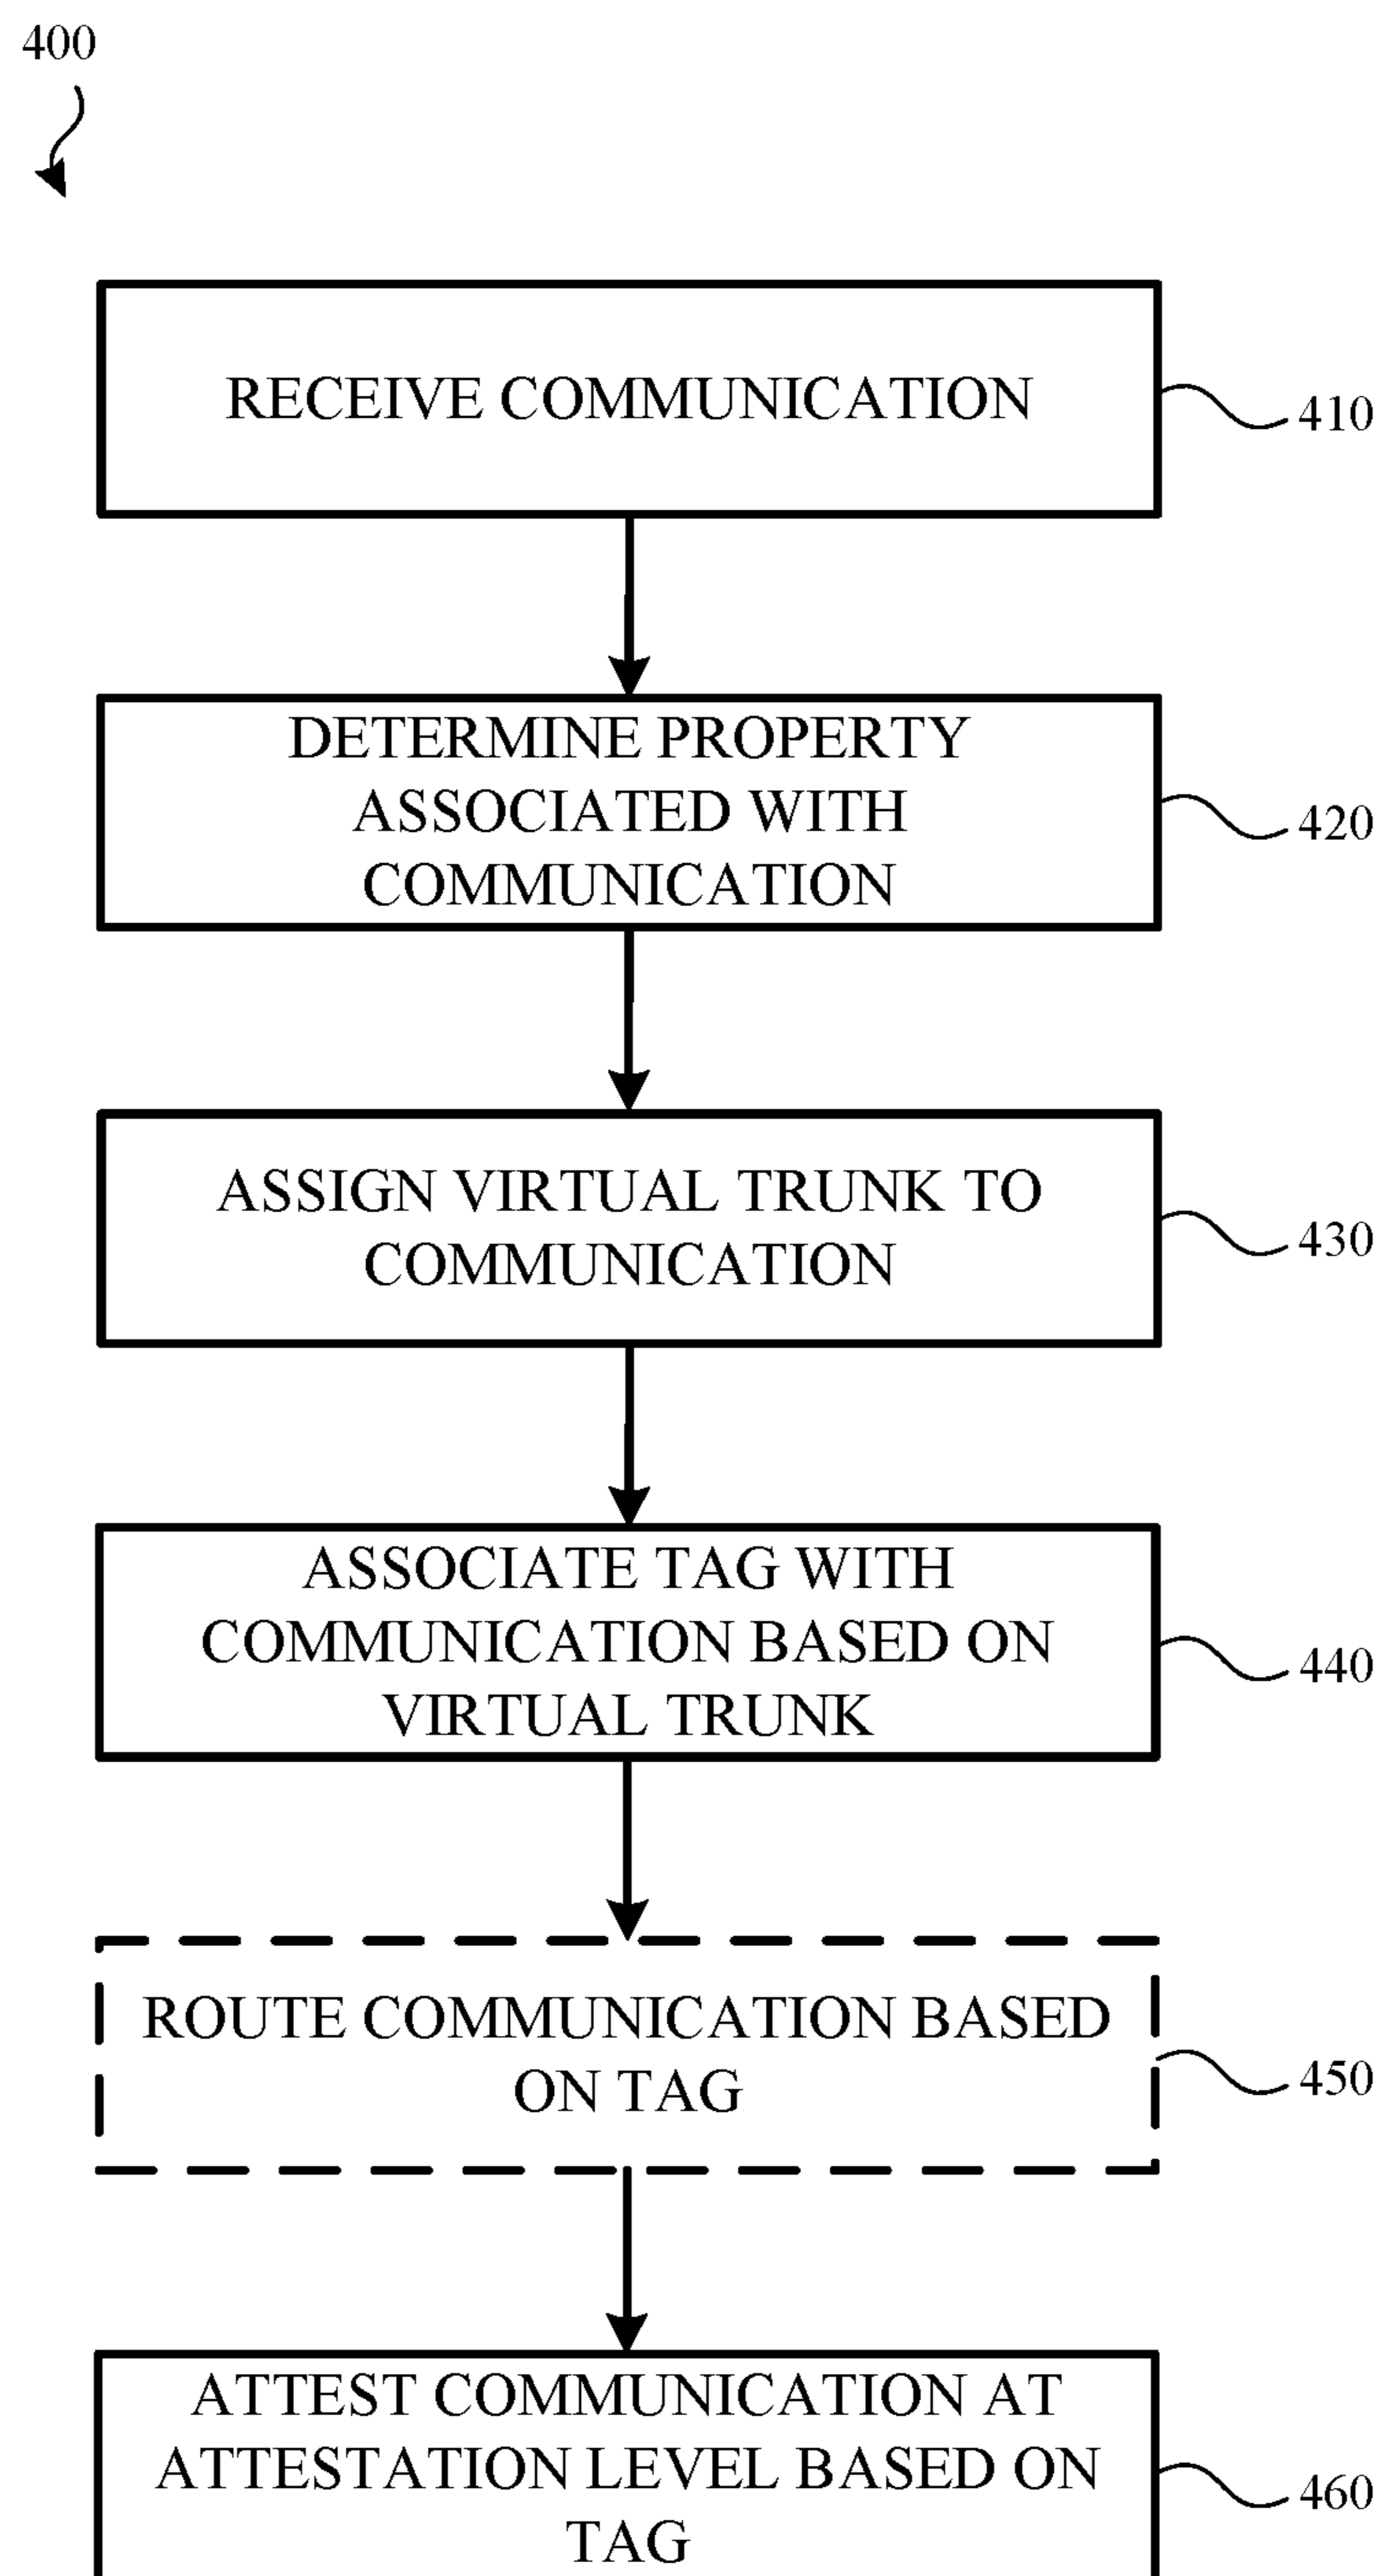 400
RECEIVE COMMUNICATION
410
DETERMINE PROPERTY
ASSOCIATED WITH
COMMUNICATION
420
ASSIGN VIRTUAL TRUNK TO
COMMUNICATION
430
ASSOCIATE TAG WITH
COMMUNICATION BASED ON
VIRTUAL TRUNK
440
ROUTE COMMUNICATION BASED
ON TAG
450
ATTEST COMMUNICATION AT
ATTESTATION LEVEL BASED ON
TAG
460